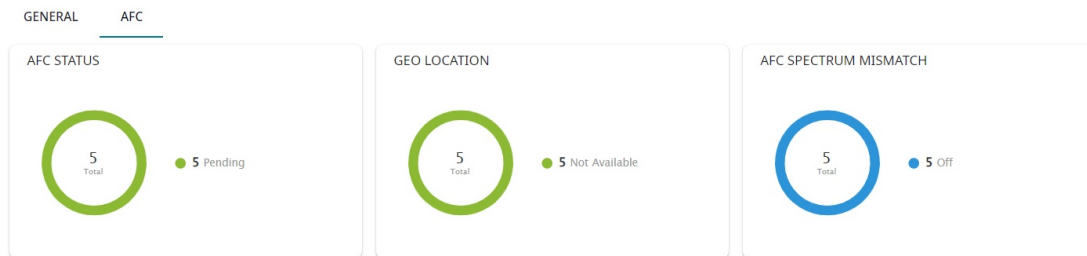 GENERAL AFC
AFC STATUS
5
Total
5 Pending
GEO LOCATION
5
Total
5 Not Available
AFC SPECTRUM MISMATCH
5
Total
5 Off